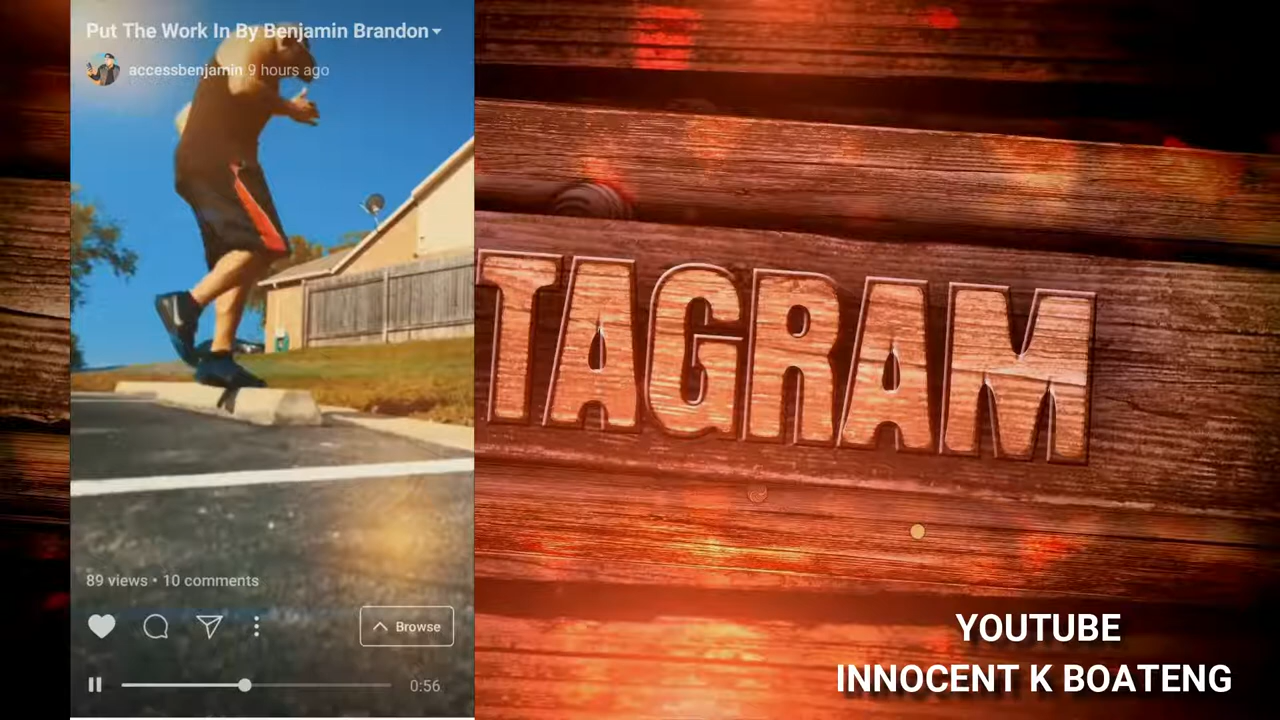 Put The Work In By Benjamin Brandon
accessbenjamin 9 hours ago
TAGRAM
89 views • 10 comments
Browse
0:56
YOUTUBE
INNOCENT K BOATENG